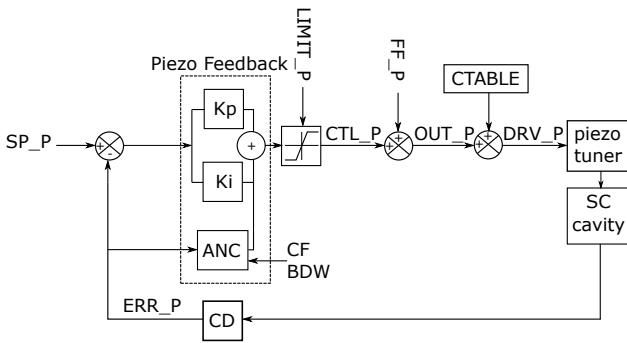 LIMIT_P
FF_P
Piezo Feedback
CTABLE
Kp
SP_P
-
+
CTL_P
+
+
OUT_P
+
+
DRV_P
piezo
tuner
Ki
SC
cavity
ANC
CF
BDW
ERR_P
CD